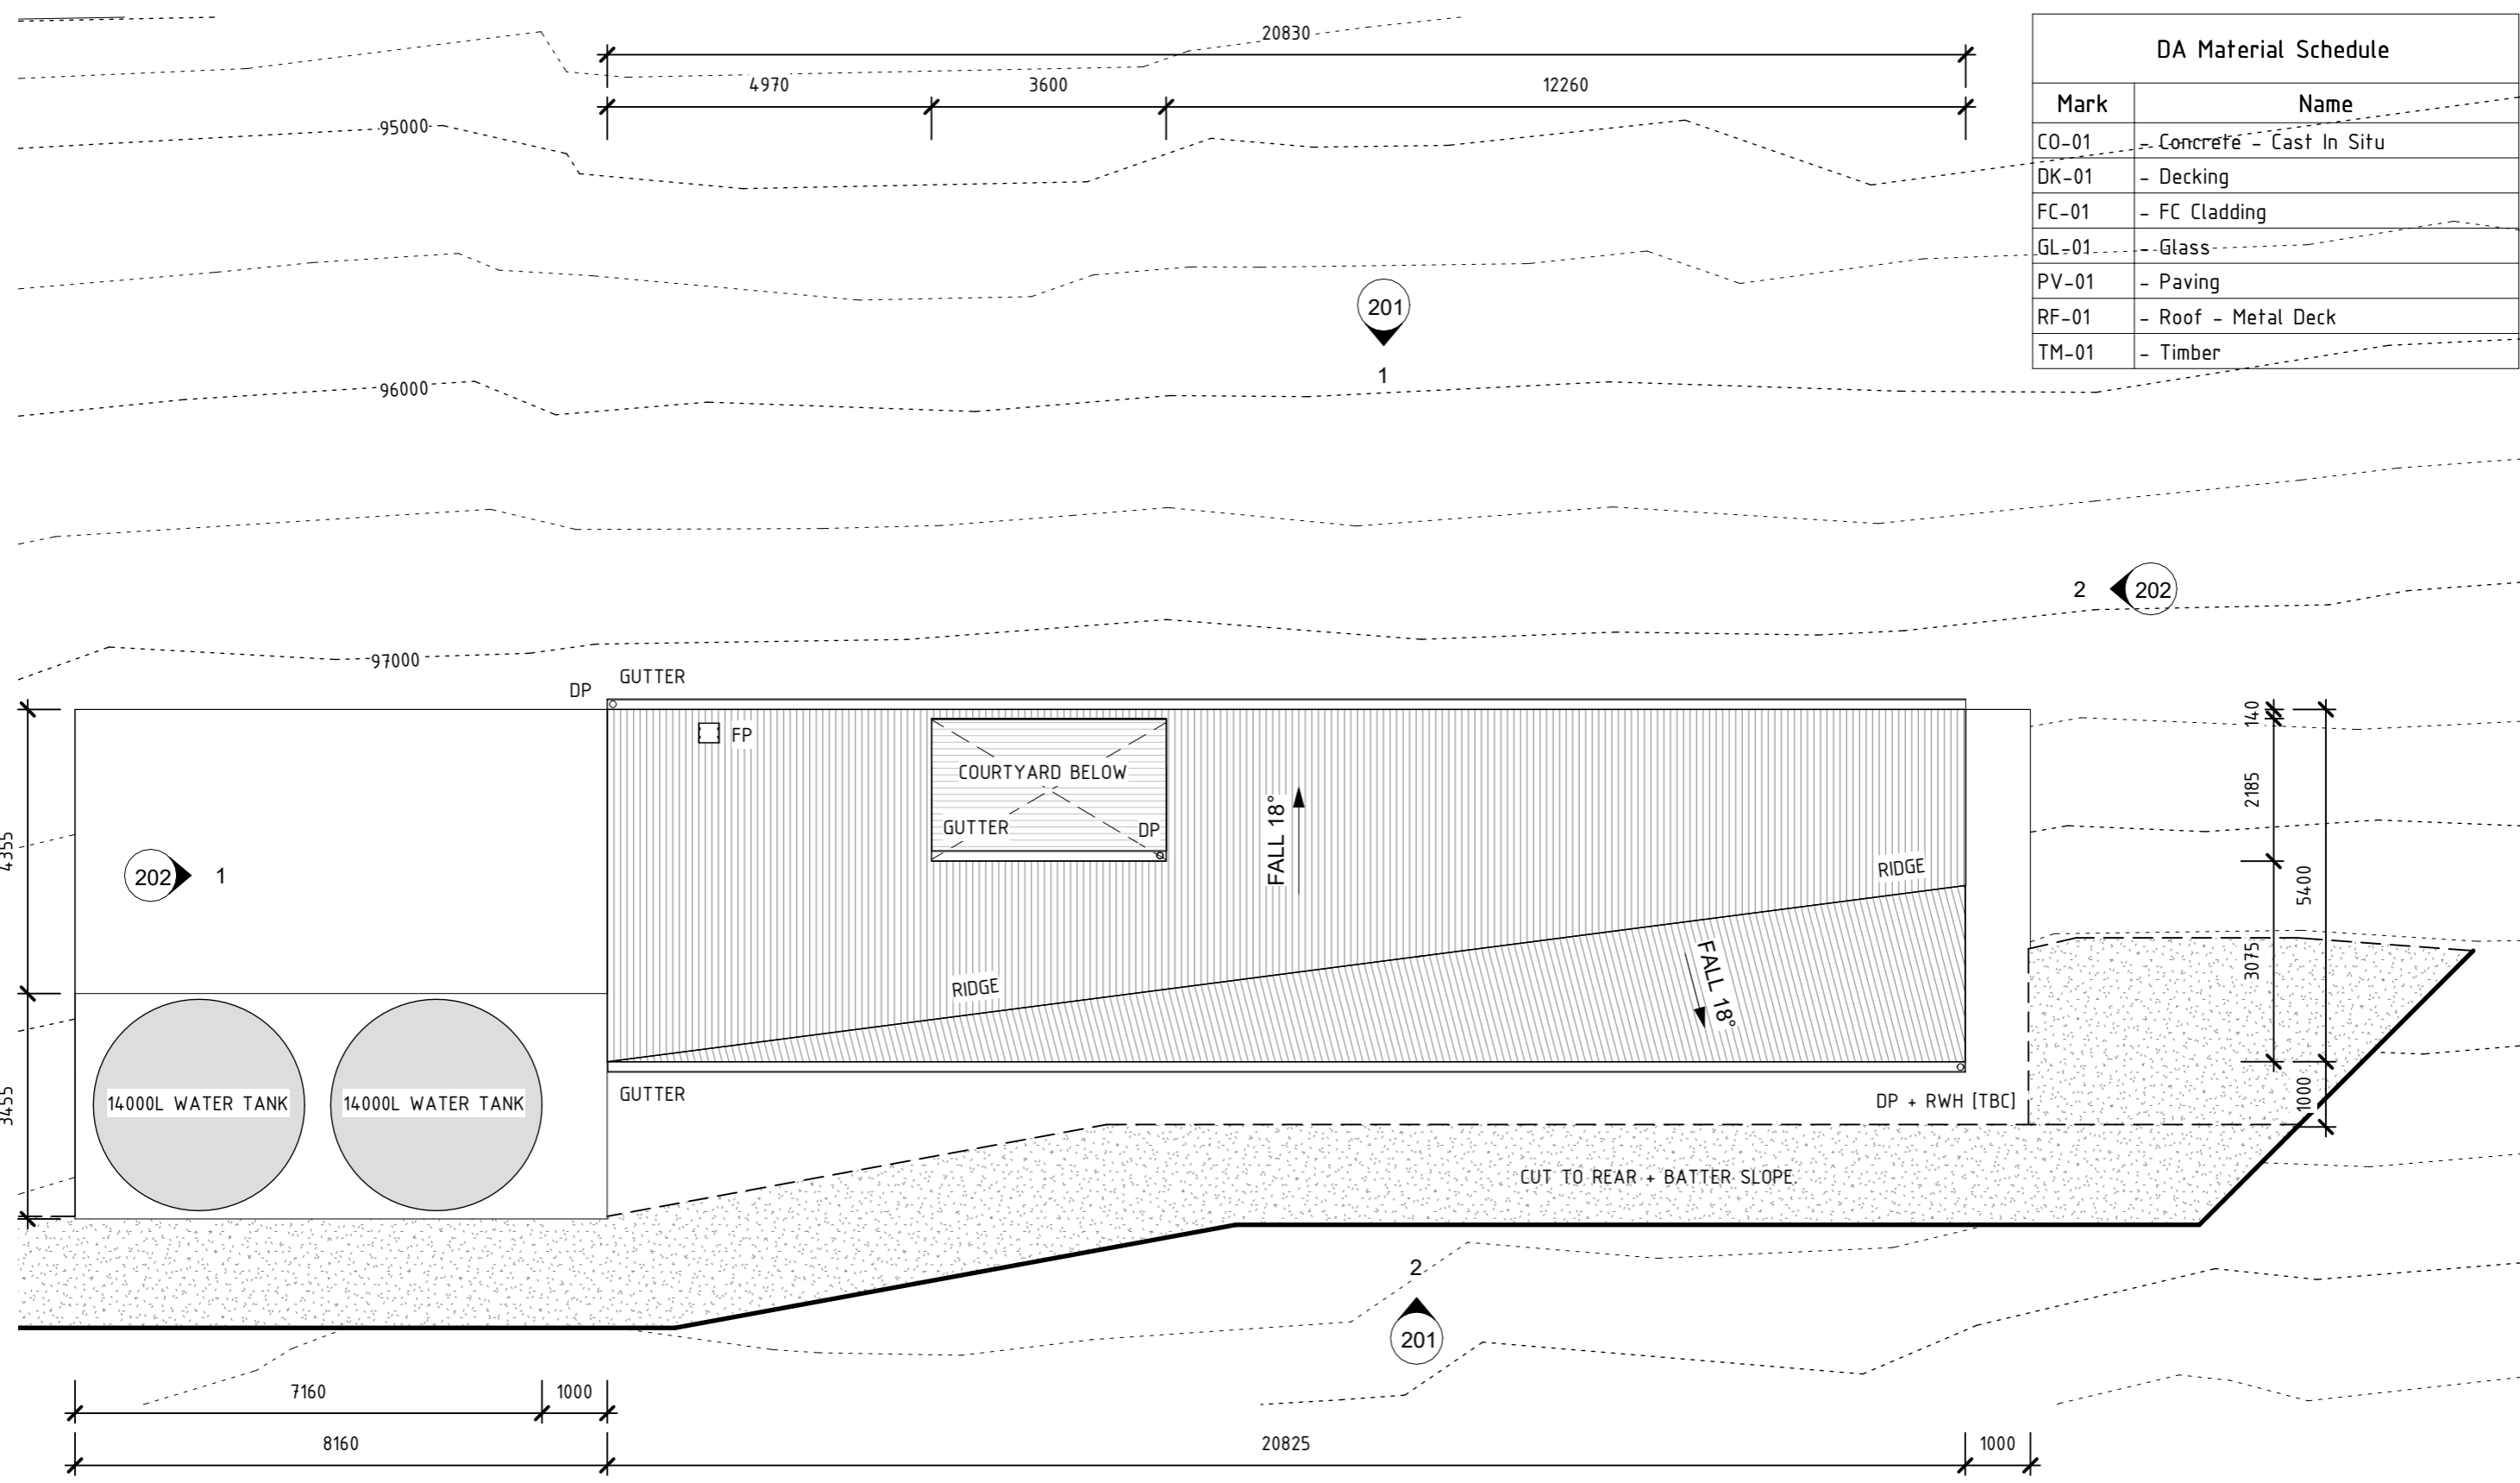 20830
4970 3600 12260
DA Material Schedule
Mark Name
CO-01 - Concrete - Cast In Situ
DK-01 - Decking
FC-01 - FC Cladding
GL-01 - Glass
PV-01 - Paving
RF-01 - Roof - Metal Deck
TM-01 - Timber
95000
201
1
96000
2 202
97000
GUTTER
DP
FP
COURTYARD BELOW
GUTTER DP
FALL 18°
RIDGE
RIDGE
FALL 18°
140
2185
5400
3075
1000
4355
202 1
3455
14000L WATER TANK
14000L WATER TANK
GUTTER
DP + RWH [TBC]
CUT TO REAR + BATTER SLOPE.
2
201
7160 1000
8160 20825 1000